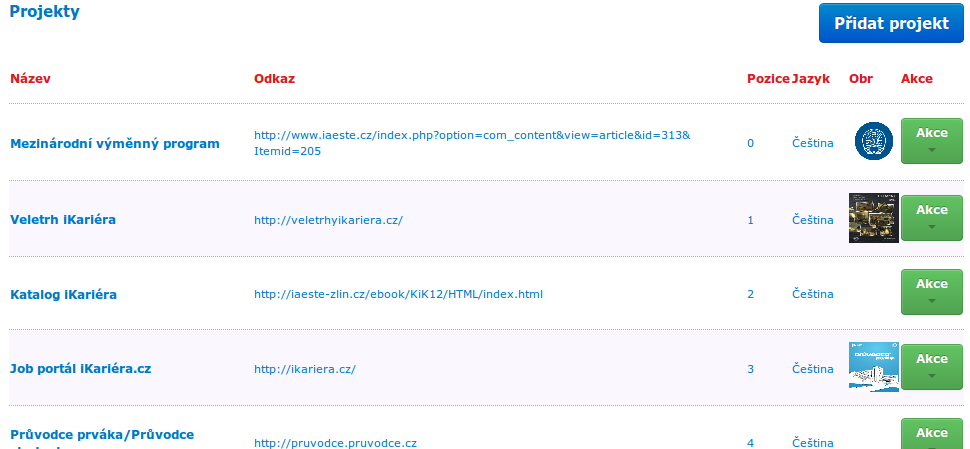 Projekty
Přidat projekt
Název Odkaz Pozice Jazyk Obr Akce
Mezinárodní výměnný program http://www.iaeste.cz/index.php?option=com_content&view=article&id=313& 0 Čeština Akce
Itemid=205
Veletrh iKariéra http://veletrhyikariera.cz/ 1 Čeština Akce
Katalog iKariéra http://iaeste-zlin.cz/ebook/KiK12/HTML/index.html 2 Čeština Akce
Job portál iKariéra.cz http://ikariera.cz/ 3 Čeština Akce
Průvodce prváka/Průvodce http://pruvodce.pruvodce.cz 4 Čeština Akce